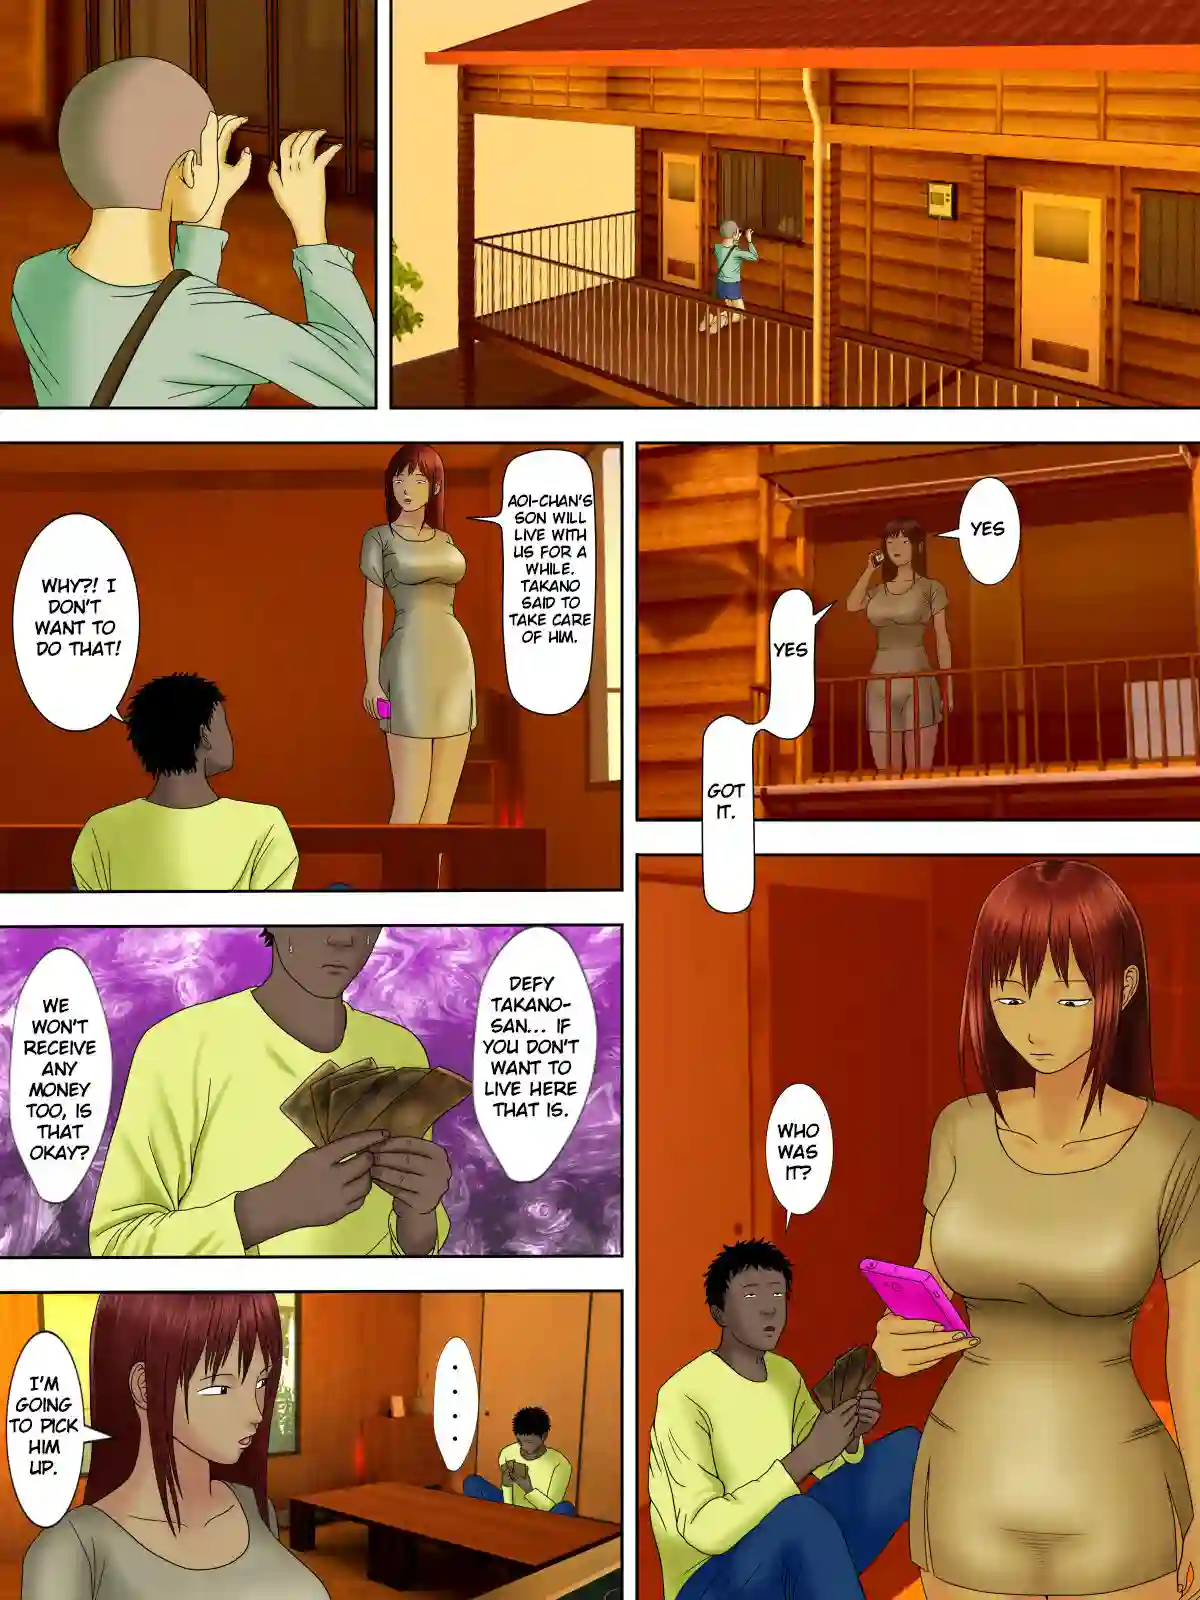 YES
YES
GOT
IT.
WHO
WAS
IT?
AOI-CHAN'S
SON WILL
LIVE WITH
US FOR A
WHILE.
TAKANO
SAID TO
TAKE CARE
OF HIM.
WHY?! I
DON'T
WANT TO
DO THAT!
DEFY
TAKANO-
SAN... IF
YOU DON'T
WANT TO
LIVE HERE
THAT IS.
WE
WON'T
RECEIVE
ANY
MONEY
TOO, IS
THAT
OKAY?
....
I'M
GOING
TO PICK
HIM
UP.